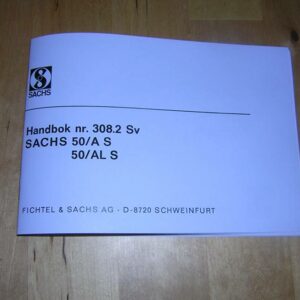 SACHS
Handbok nr. 308.2 Sv
SACHS 50/A S
50/AL S
FICHTEL & SACHS AG - D-8720 SCHWEINFURT